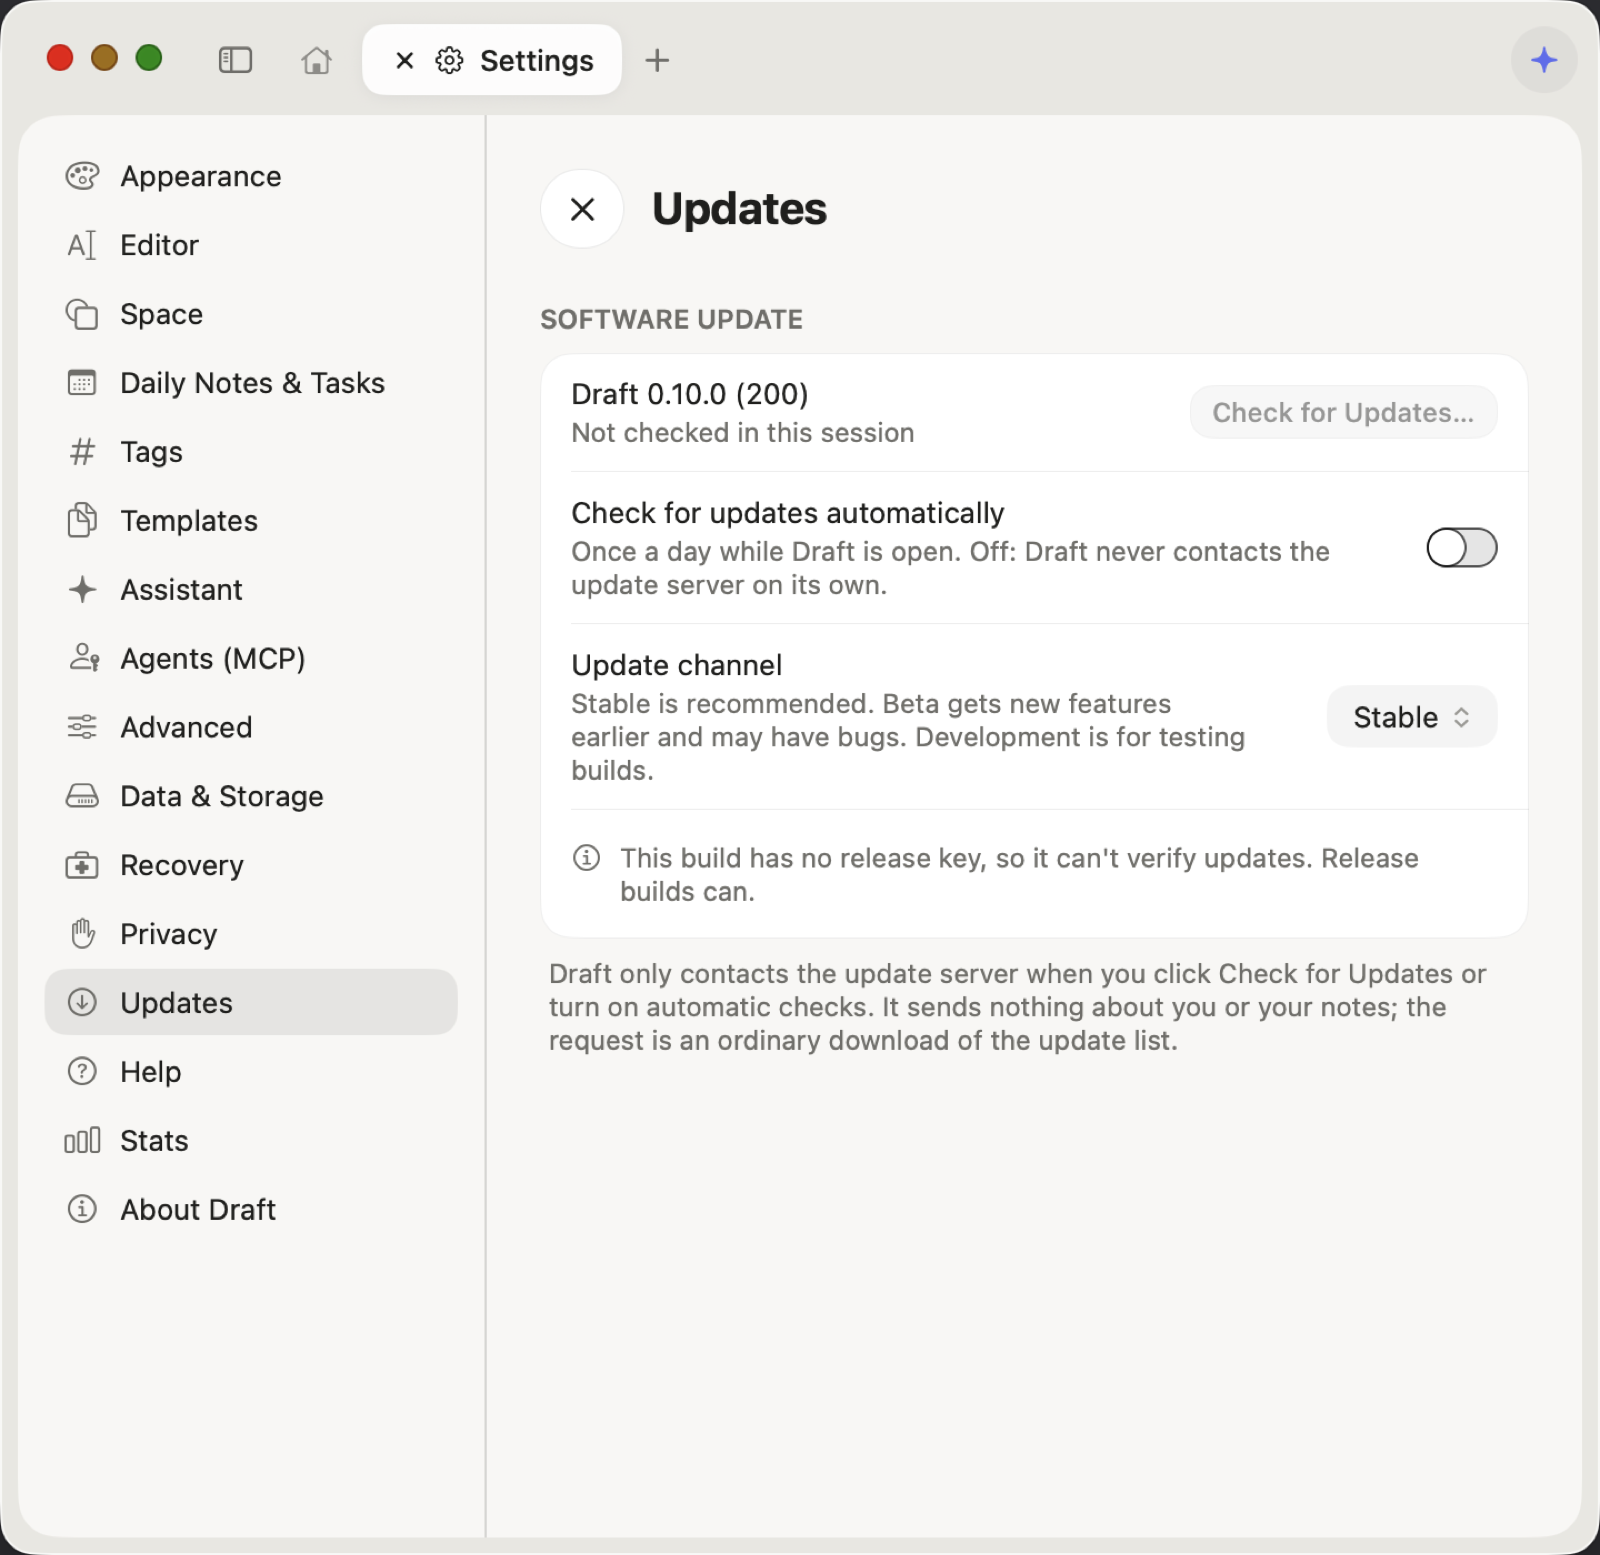 Settings
Appearance
Editor
Space
Daily Notes & Tasks
Tags
Templates
Assistant
Agents (MCP)
Advanced
Data & Storage
Recovery
Privacy
Updates
Help
Stats
About Draft
Updates
SOFTWARE UPDATE
Draft 0.10.0 (200)
Not checked in this session
Check for Updates...
Check for updates automatically
Once a day while Draft is open. Off: Draft never contacts the
update server on its own.
Update channel
Stable is recommended. Beta gets new features
earlier and may have bugs. Development is for testing
builds.
Stable
This build has no release key, so it can't verify updates. Release
builds can.
Draft only contacts the update server when you click Check for Updates or
turn on automatic checks. It sends nothing about you or your notes; the
request is an ordinary download of the update list.